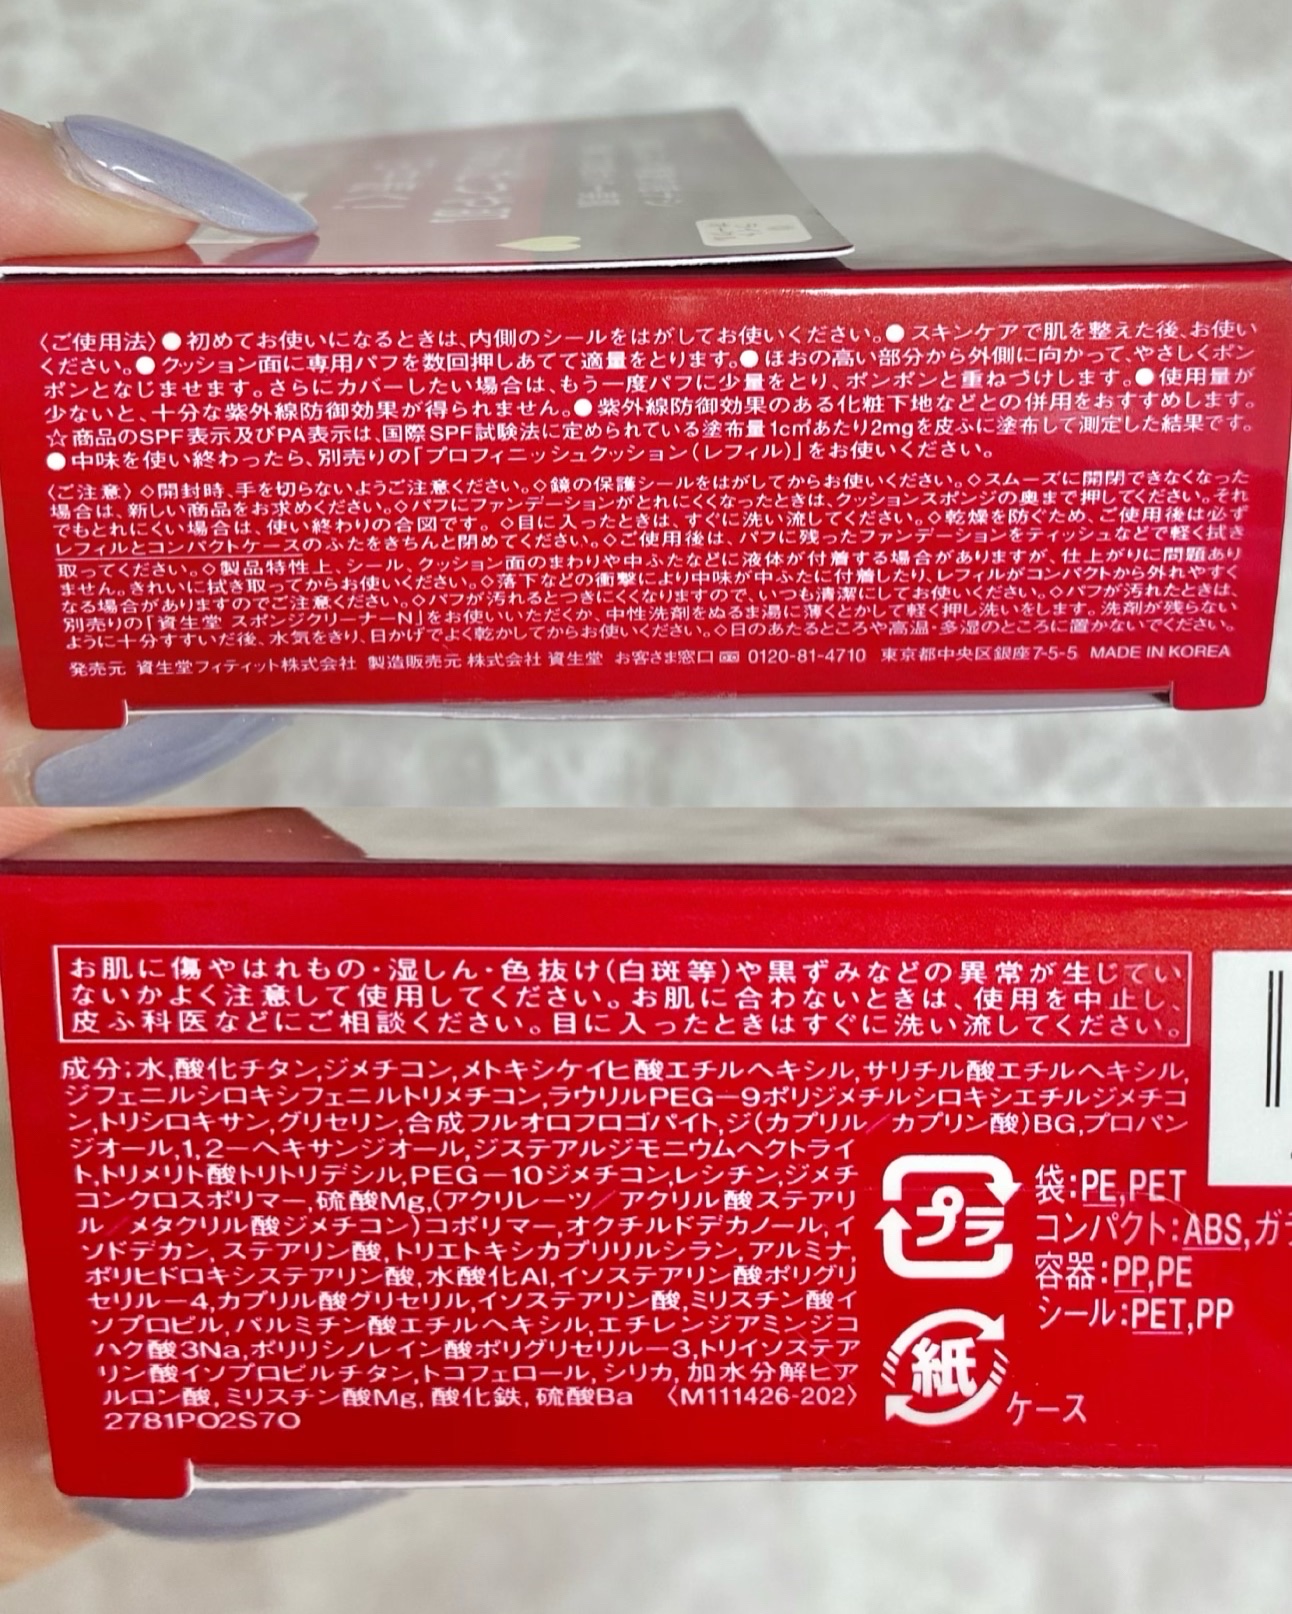 〈ご使用法〉●初めてお使いになるときは、内側のシールをはがしてお使いください。●スキンケアで肌を整えた後、お使い
ください。●クッション面に専用パフを数回押しあてて適量をとります。●ほおの高い部分から外側に向かって、やさしくポン
ポンとなじませます。さらにカバーしたい場合は、もう一度パフに少量をとり、ポンポンと重ねづけします。●使用量が
少ないと、十分な紫外線防御効果が得られません。●紫外線防御効果のある化粧下地などとの併用をおすすめします。
☆商品のSPF表示及びPA表示は、国際SPF試験法に定められている塗布量1c㎡あたり2mgを皮ふに塗布して測定した結果です。
●中味を使い終わったら、別売りの「プロフィニッシュクッション(レフィル)」をお使いください。
〈ご注意〉◇開封時、手を切らないようご注意ください。◇鏡の保護シールをはがしてからお使いください。◇スムーズに開閉できなくなった
場合は、新しい商品をお求めください。◇パフにファンデーションがとれにくくなったときは、クッションスポンジの奥まで押してください。それ
でもとれにくい場合は、使い終わりの合図です。◇目に入ったときは、すぐに洗い流してください。◇乾燥を防ぐため、ご使用後は必ず
レフィルとコンパクトケースのふたをきちんと閉めてください。◇ご使用後は、パフに残ったファンデーションをティッシュなどで軽く拭き
取ってください。◇製品特性上、シール、クッション面のまわりや中ふたなどに液体が付着する場合がありますが、仕上がりに問題あり
ません。きれいに拭き取ってからお使いください。◇落下などの衝撃により中味が中ふたに付着したり、レフィルがコンパクトから外れやすく
なる場合がありますのでご注意ください。◇パフが汚れるとつきにくくなりますので、いつも清潔にしてお使いください。◇パフが汚れたときは、
別売りの「資生堂 スポンジクリーナーN」をお使いいただくか、中性洗剤をぬるま湯に薄くとかして軽く押し洗いをします。洗剤が残らない
ように十分すすいだ後、水気をきり、日かげでよく乾かしてからお使いください。◇日のあたるところや高温・多湿のところに置かないでください。
発売元 資生堂フィティット株式会社 製造販売元 株式会社 資生堂 お客さま窓口 0120-81-4710 東京都中央区銀座7-5-5 MADE IN KOREA
お肌に傷やはれもの・湿しん・色抜け(白斑等)や黒ずみなどの異常が生じてい
ないかよく注意して使用してください。お肌に合わないときは、使用を中止し、
皮ふ科医などにご相談ください。目に入ったときはすぐに洗い流してください。
成分:水,酸化チタン,ジメチコン,メトキシケイヒ酸エチルヘキシル,サリチル酸エチルヘキシル,
ジフェニルシロキシフェニルトリメチコン,ラウリルPEG−9ポリジメチルシロキシエチルジメチコ
ン,トリシロキサン,グリセリン,合成フルオロフロゴパイト,ジ(カプリル/カプリン酸)BG,プロパン
ジオール,1,2−ヘキサンジオール,ジステアルジモニウムヘクトライ
ト,トリメリト酸トリトリデシル,PEG−10ジメチコン,レシチン,ジメチ
コンクロスポリマー,硫酸Mg,(アクリレーツ/アクリル酸ステアリ
ル/メタクリル酸ジメチコン)コポリマー,オクチルドデカノール,イ
ソドデカン,ステアリン酸,トリエトキシカプリリルシラン,アルミナ,
ポリヒドロキシステアリン酸,水酸化Al,イソステアリン酸ポリグリ
セリル−4,カプリル酸グリセリル,イソステアリン酸,ミリスチン酸イ
ソプロピル,パルミチン酸エチルヘキシル,エチレンジアミンジコ
ハク酸3Na,ポリリシノレイン酸ポリグリセリル−3,トリイソステア
リン酸イソプロピルチタン,トコフェロール,シリカ,加水分解ヒア
ルロン酸,ミリスチン酸Mg,酸化鉄,硫酸Ba 〈M111426-202〉
2781PO2S7O
プラ
袋:PE,PET
コンパクト:ABS,ガラ
容器:PP,PE
シール:PET,PP
紙
ケース